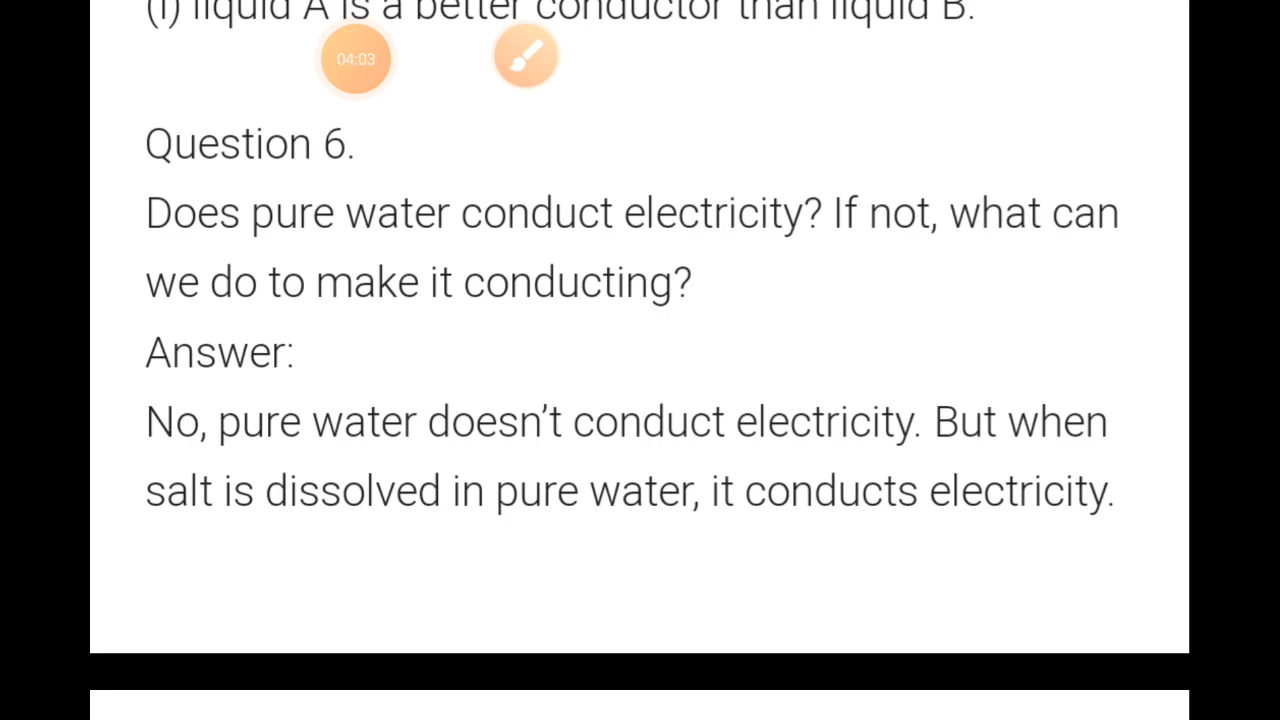 (i) liquid A is a better conductor than liquid B.
04:03
Question 6.
Does pure water conduct electricity? If not, what can
we do to make it conducting?
Answer:
No, pure water doesn’t conduct electricity. But when
salt is dissolved in pure water, it conducts electricity.